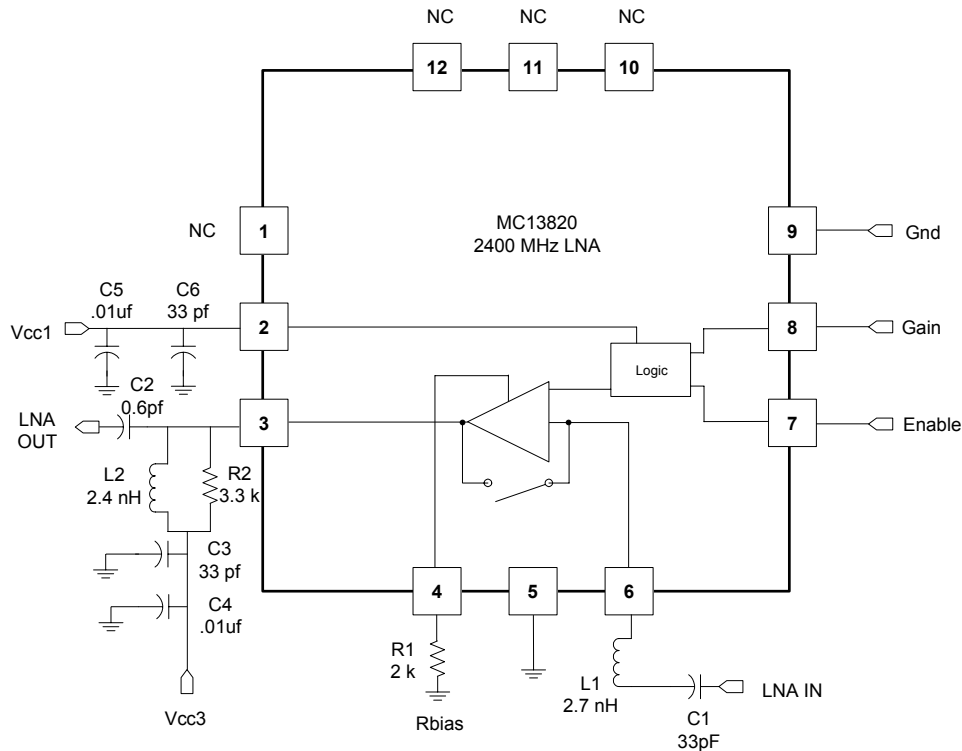 NC
NC
NC
12
11
10
1
NC
MC13820
2400 MHz LNA
9
Gnd
C5
.01uf
C6
33 pf
Vcc1
2
8
Gain
Logic
C2
0.6pf
LNA
OUT
3
7
Enable
L2
2.4 nH
R2
3.3 k
C3
33 pf
C4
.01uf
Vcc3
4
5
6
R1
2 k
Rbias
L1
2.7 nH
C1
33pF
LNA IN